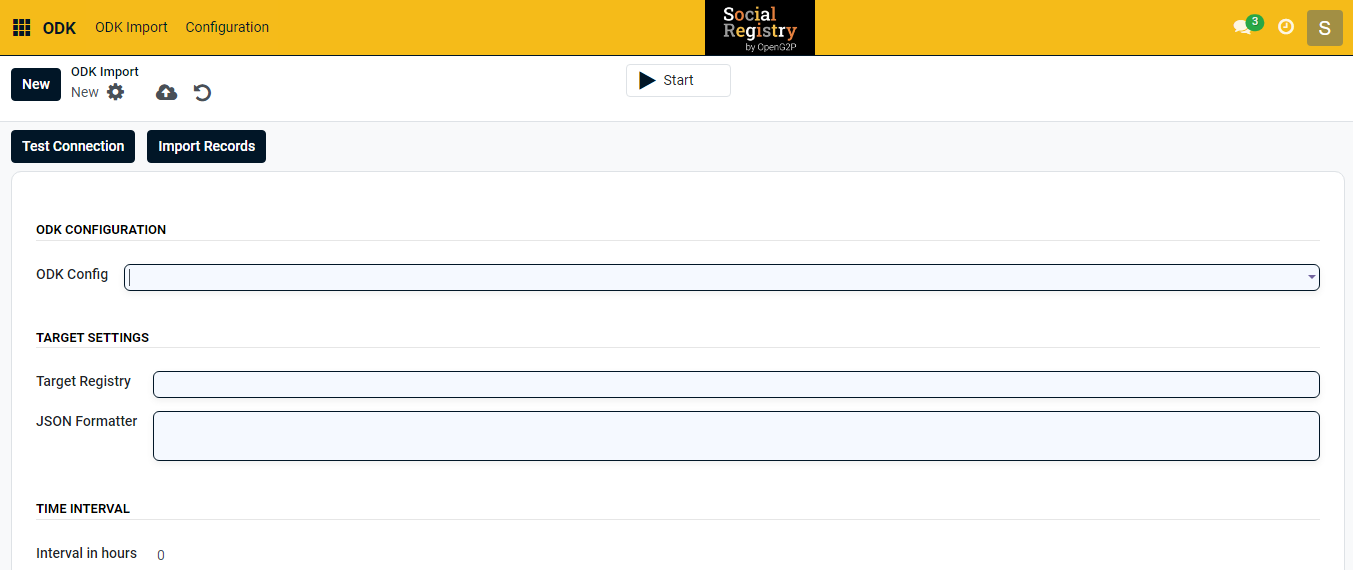 ODK ODK Import Configuration
Social
Registry
by OpenG2P
3
S
New
ODK Import
New
Start
Test Connection Import Records
ODK CONFIGURATION
ODK Config
TARGET SETTINGS
Target Registry
JSON Formatter
TIME INTERVAL
Interval in hours 0